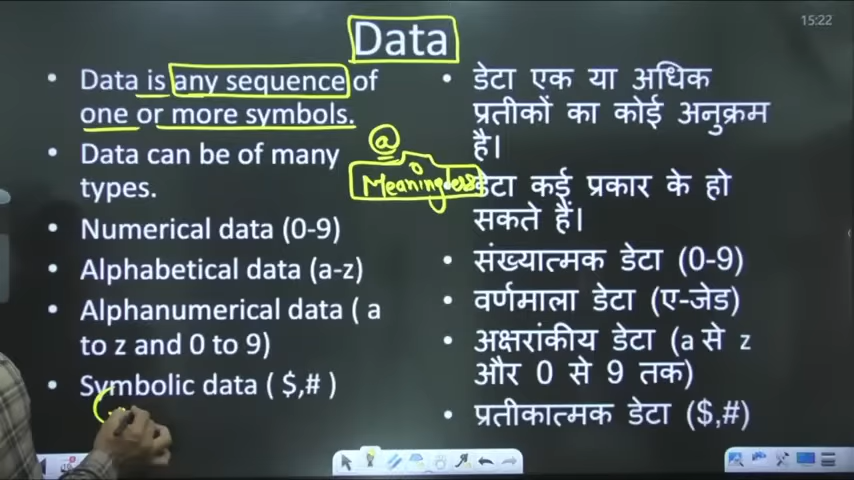 15:22
Data
• Data is any sequence of
one or more symbols.
@
Meaningless
• Data can be of many
types.
• Numerical data (0-9)
• Alphabetical data (a-z)
• Alphanumerical data ( a
to z and 0 to 9)
• Symbolic data ( $,# )
• डेटा एक या अधिक
प्रतीकों का कोई अनुक्रम
है।
डेटा कई प्रकार के हो
सकते हैं।
• संख्यात्मक डेटा (0-9)
• वर्णमाला डेटा (ए-जेड)
• अक्षरांकीय डेटा (a से z
और 0 से 9 तक)
• प्रतीकात्मक डेटा ($,#)